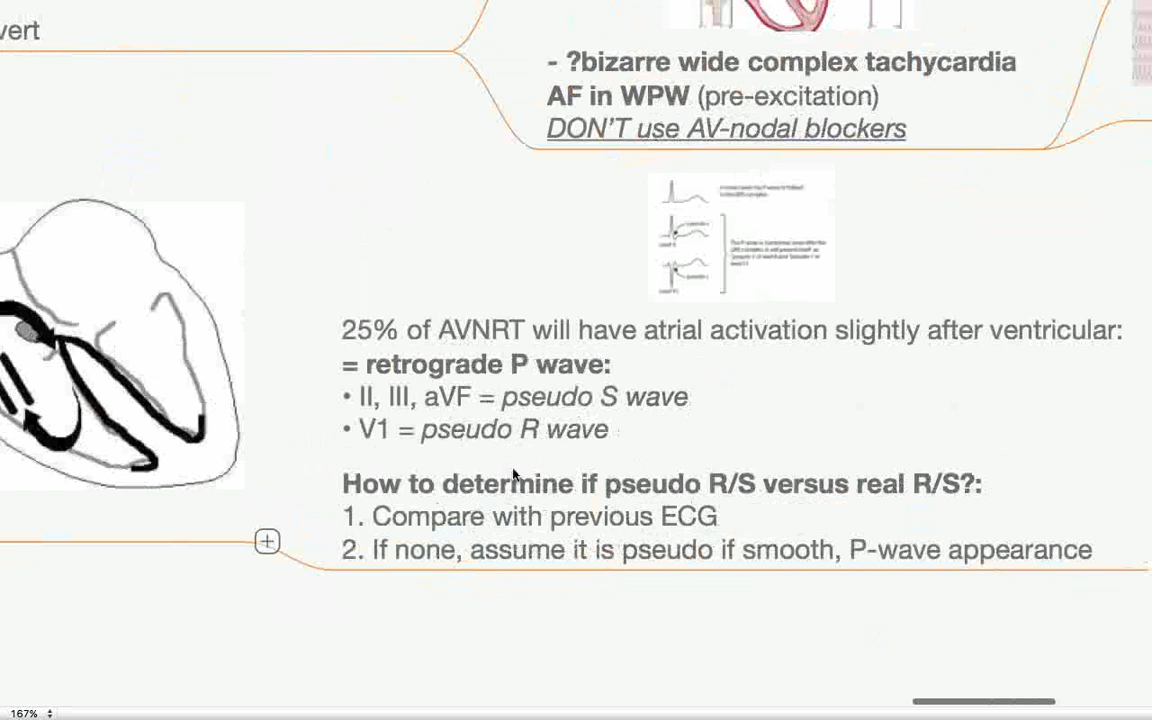 vert
- ?bizarre wide complex tachycardia
AF in WPW (pre-excitation)
DON'T use AV-nodal blockers
25% of AVNRT will have atrial activation slightly after ventricular:
= retrograde P wave:
• II, III, aVF = pseudo S wave
• V1 = pseudo R wave
How to determine if pseudo R/S versus real R/S?:
1. Compare with previous ECG
2. If none, assume it is pseudo if smooth, P-wave appearance
167%